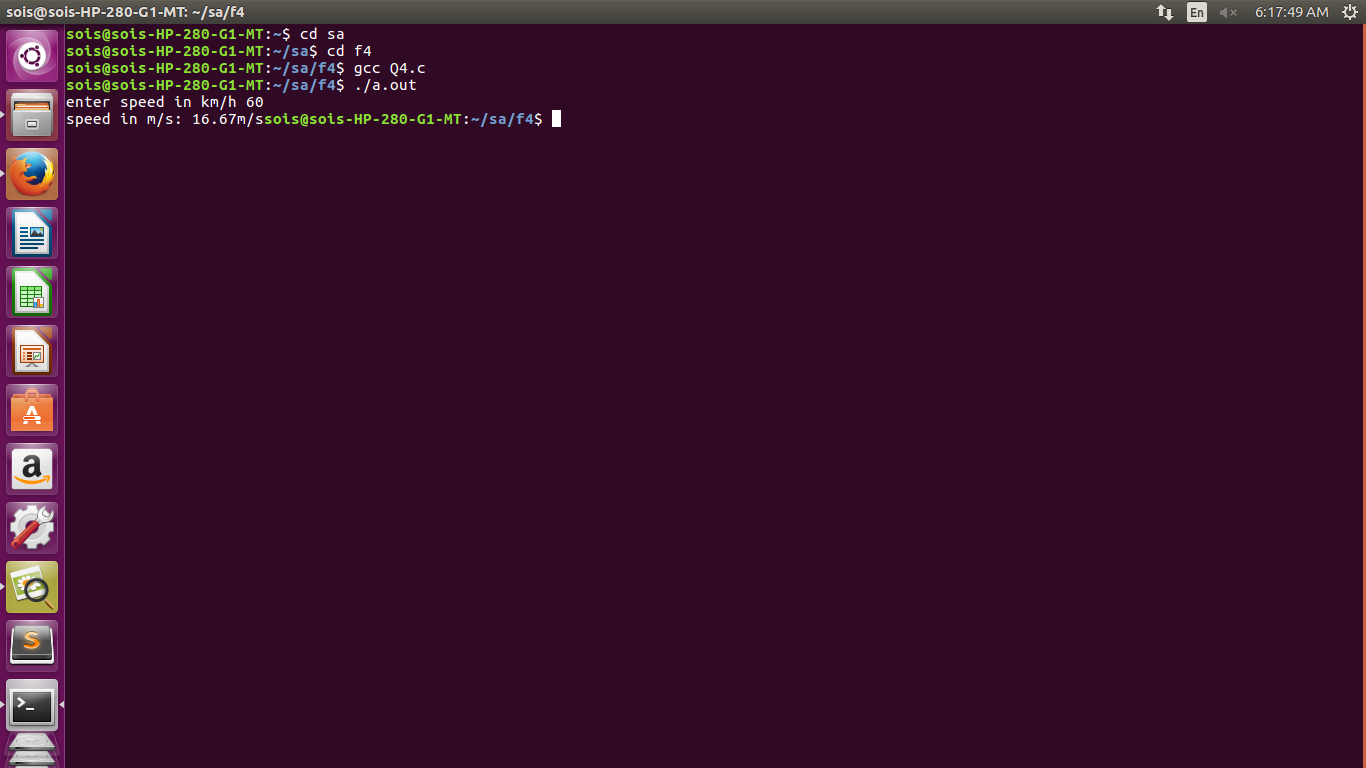 sois@sois-HP-280-G1-MT: ~/sa/f4
En
6:17:49 AM
sois@sois-HP-280-G1-MT:~$ cd sa
sois@sois-HP-280-G1-MT:~/sa$ cd f4
sois@sois-HP-280-G1-MT:~/sa/f4$ gcc Q4.c
sois@sois-HP-280-G1-MT:~/sa/f4$ ./a.out
enter speed in km/h 60
speed in m/s: 16.67m/ssois@sois-HP-280-G1-MT:~/sa/f4$